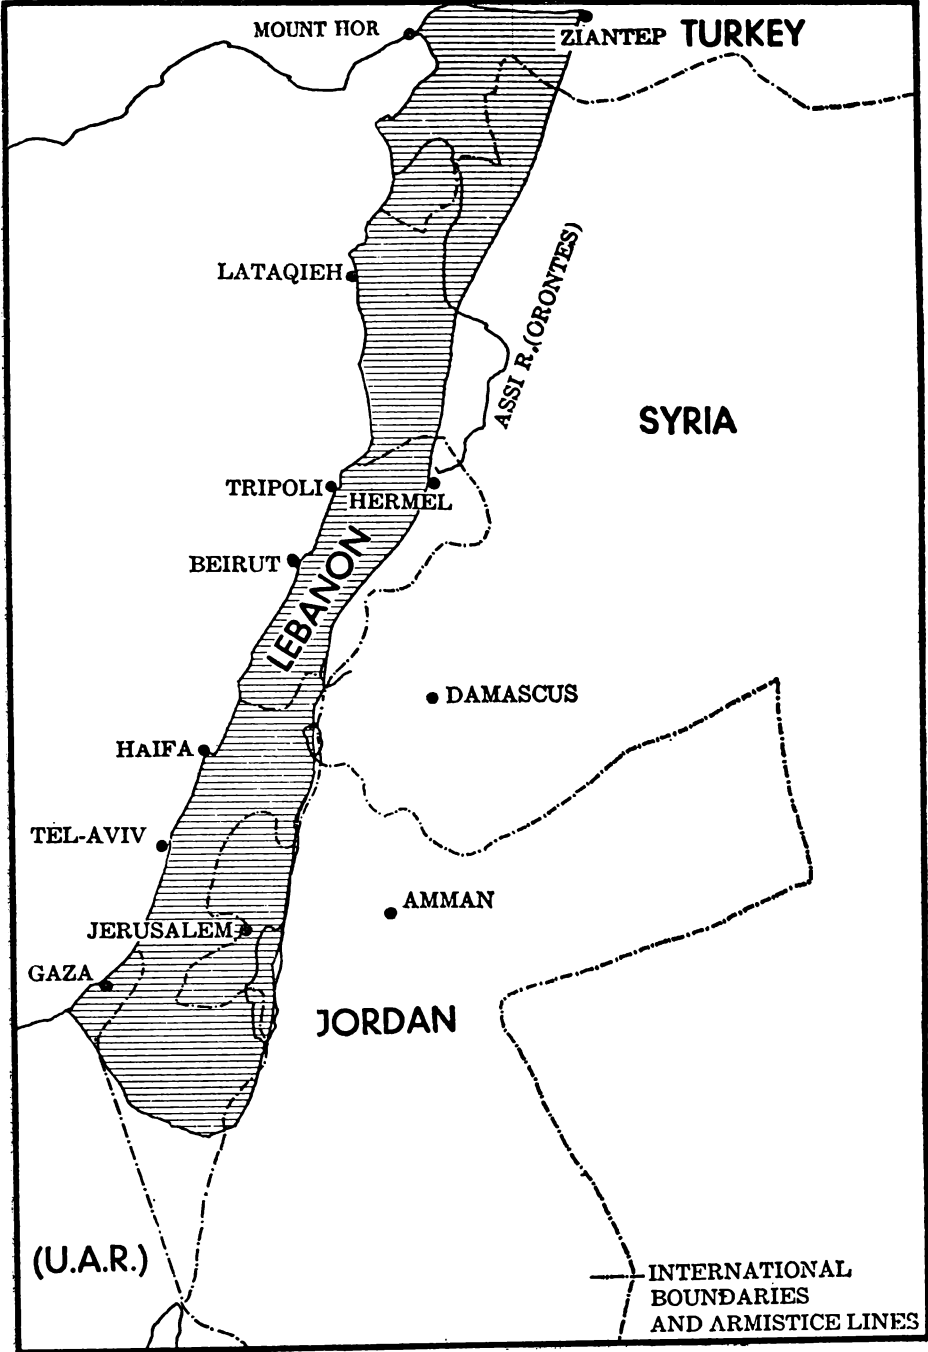 MOUNT HOR
ZIANTEP
TURKEY
LATAQIEH
ASSI R.(ORONTES)
SYRIA
TRIPOLI
HERMEL
BEIRUT
LEBANON
DAMASCUS
HAIFA
TEL-AVIV
AMMAN
JERUSALEM
GAZA
JORDAN
(U.A.R.)
INTERNATIONAL
BOUNDARIES
AND ARMISTICE LINES